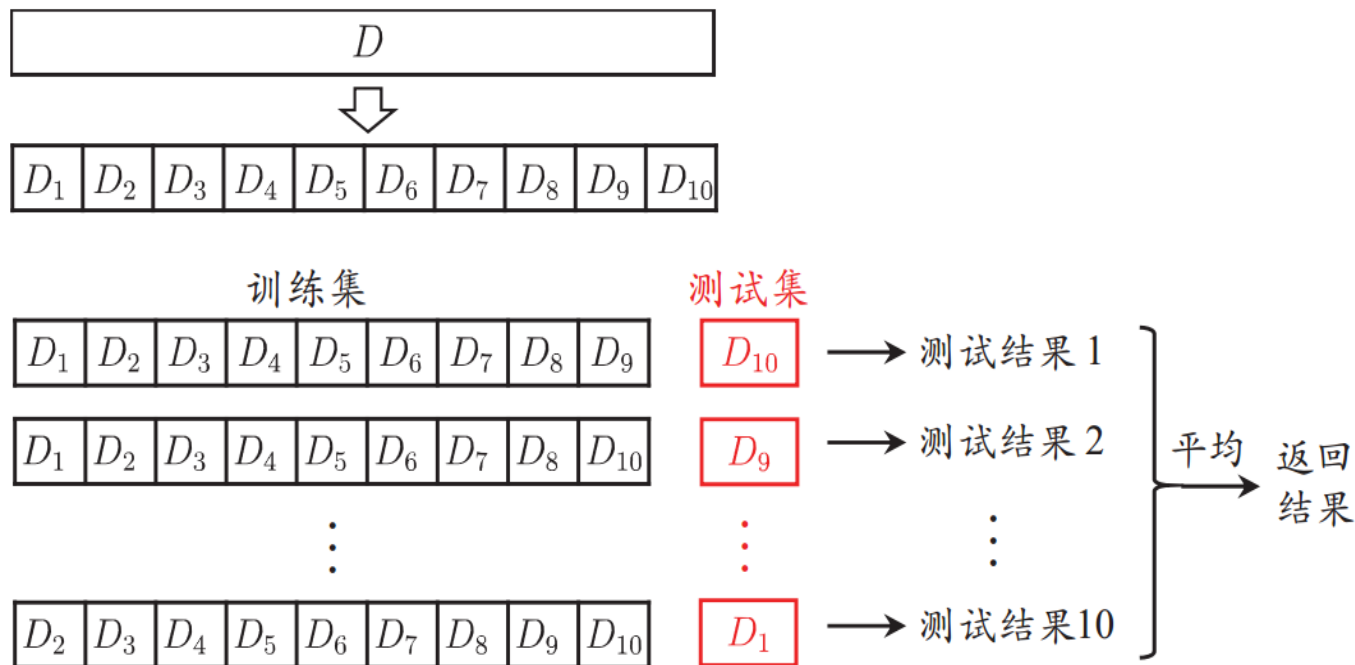 D
D₁ D₂ D₃ D₄ D₅ D₆ D₇ D₈ D₉ D₁₀
训练集 测试集
D₁ D₂ D₃ D₄ D₅ D₆ D₇ D₈ D₉ D₁₀ 测试结果 1
D₁ D₂ D₃ D₄ D₅ D₆ D₇ D₈ D₁₀ D₉ 测试结果 2
平均 返回
结果
D₂ D₃ D₄ D₅ D₆ D₇ D₈ D₉ D₁₀ D₁ 测试结果10